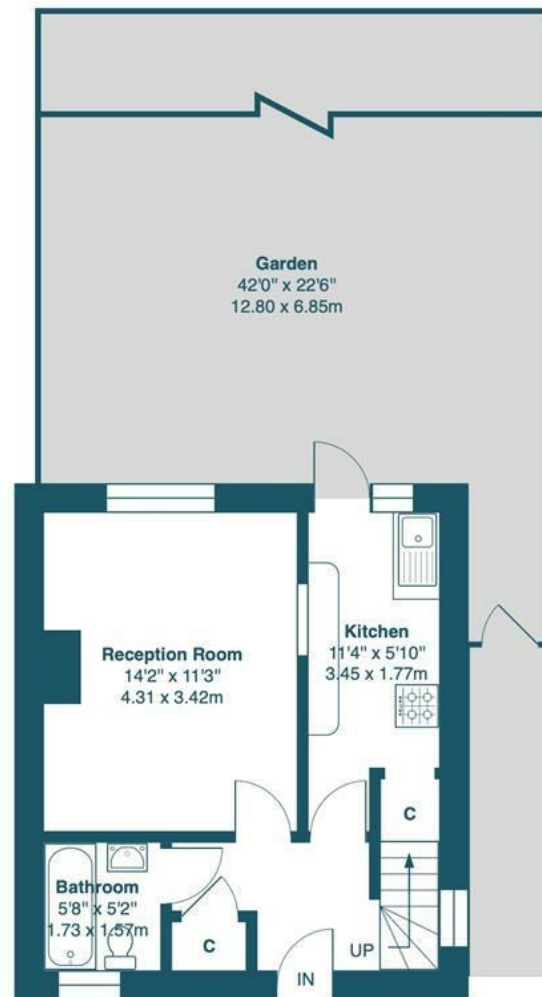 Garden
42'0" x 22'6"
12.80 x 6.85m
Kitchen
11'4" x 5'10"
3.45 x 1.77m
Reception Room
14'2" x 11'3"
4.31 x 3.42m
C
Bathroom
5'8" x 5'2"
1.73 x 1.57m
C
UP
IN